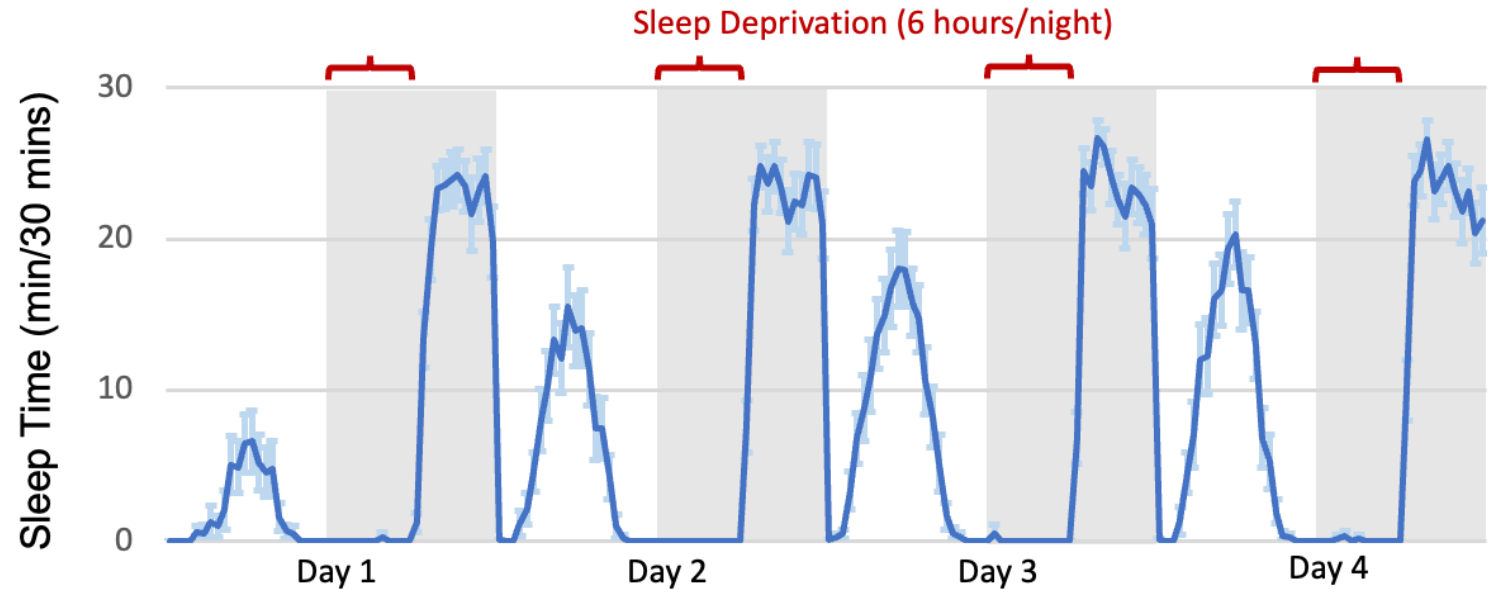 Sleep Deprivation (6 hours/night)
Sleep Time (min/30 mins)
30
20
10
0
Day 1
Day 2
Day 3
Day 4